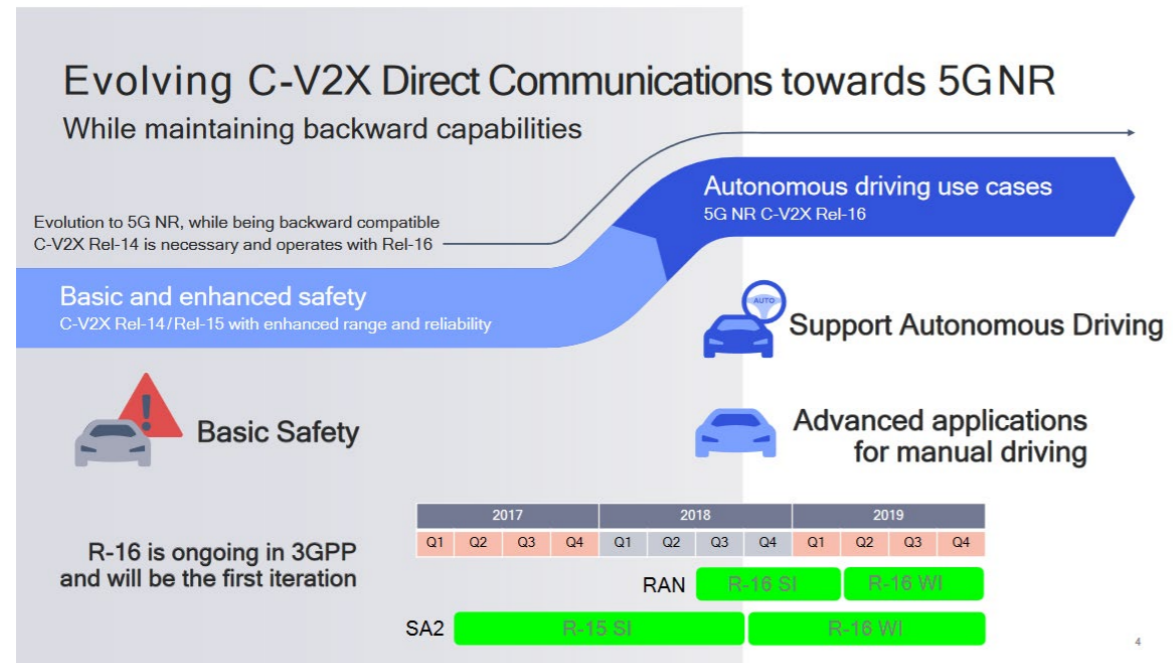 Evolving C-V2X Direct Communications towards 5G NR
While maintaining backward capabilities
Evolution to 5G NR, while being backward compatible
C-V2X Rel-14 is necessary and operates with Rel-16
Autonomous driving use cases
5G NR C-V2X Rel-16
Basic and enhanced safety
C-V2X Rel-14/Rel-15 with enhanced range and reliability
AUTO
Support Autonomous Driving
Basic Safety
Advanced applications
for manual driving
R-16 is ongoing in 3GPP
and will be the first iteration
2017 2018 2019
Q1 Q2 Q3 Q4 Q1 Q2 Q3 Q4 Q1 Q2 Q3 Q4
RAN R-16 SI R-16 WI
SA2 R-15 SI R-16 WI
4